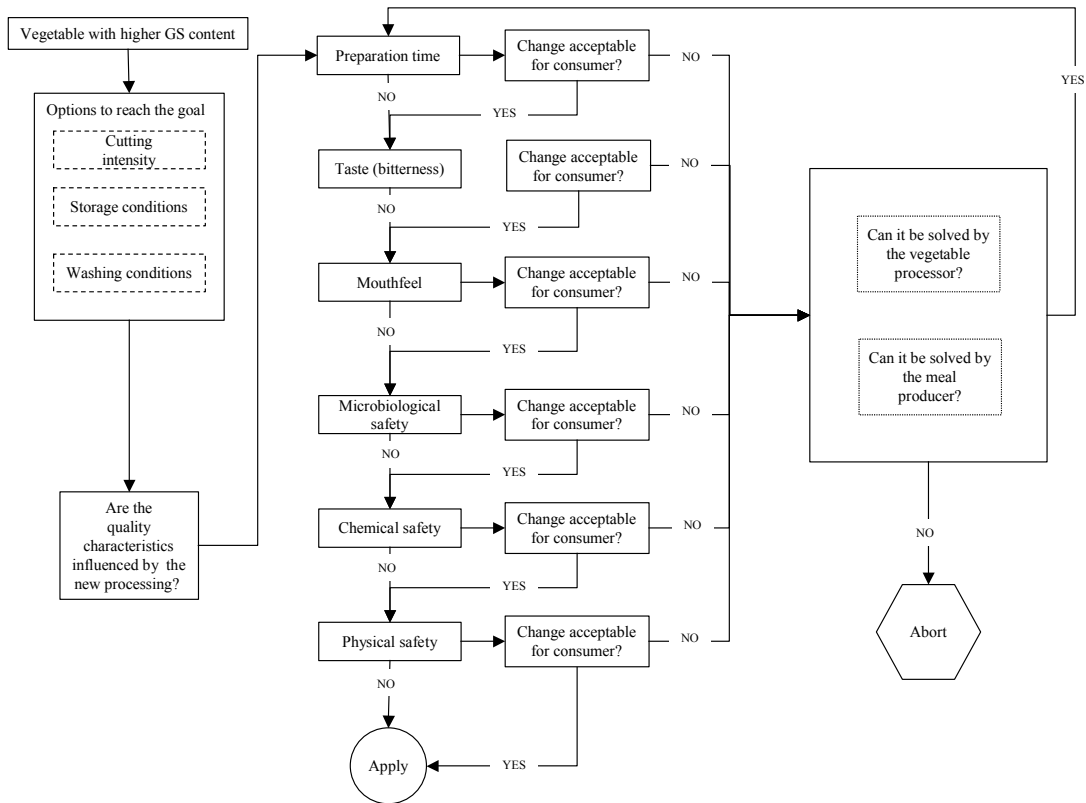 Vegetable with higher GS content
Options to reach the goal
Cutting
intensity
Storage conditions
Washing conditions
Are the
quality
characteristics
influenced by the
new processing?
Preparation time
Change acceptable
for consumer?
NO
NO
YES
Taste (bitterness)
Change acceptable
for consumer?
NO
NO
YES
Mouthfeel
Change acceptable
for consumer?
NO
NO
YES
Microbiological
safety
Change acceptable
for consumer?
NO
NO
YES
Chemical safety
Change acceptable
for consumer?
NO
NO
YES
Physical safety
Change acceptable
for consumer?
NO
NO
Apply
YES
YES
Can it be solved by
the vegetable
processor?
Can it be solved by
the meal
producer?
NO
Abort